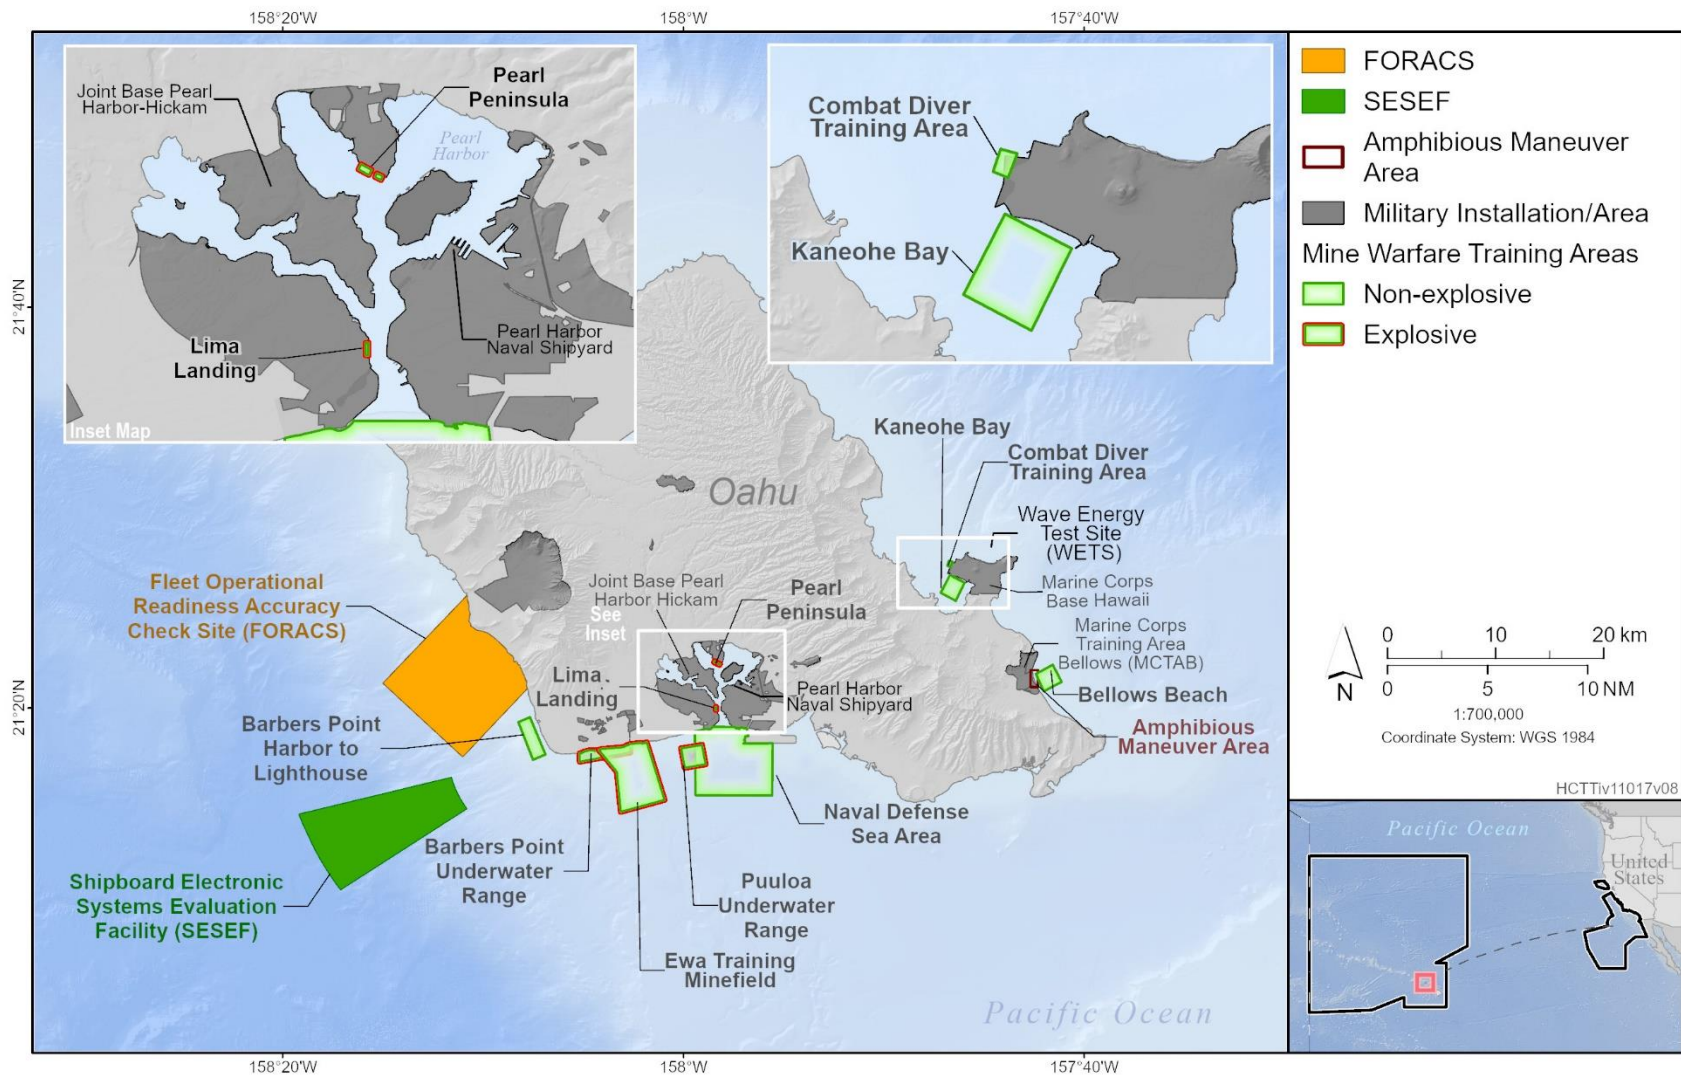 158°20'W
158°W
157°40'W
21°40'N
21°20'N
Joint Base Pearl
Harbor-Hickam
Pearl
Peninsula
Pearl
Harbor
Lima
Landing
Pearl Harbor
Naval Shipyard
Inset Map
Combat Diver
Training Area
Kaneohe Bay
Oahu
Kaneohe Bay
Combat Diver
Training Area
Wave Energy
Test Site
(WETS)
Marine Corps
Base Hawaii
Marine Corps
Training Area
Bellows (MCTAB)
Bellows Beach
Amphibious
Maneuver Area
Joint Base Pearl
Harbor Hickam
See
Inset
Pearl
Peninsula
Lima
Landing
Pearl Harbor
Naval Shipyard
Fleet Operational
Readiness Accuracy
Check Site (FORACS)
Barbers Point
Harbor to
Lighthouse
Shipboard Electronic
Systems Evaluation
Facility (SESEF)
Barbers Point
Underwater
Range
Puuloa
Underwater
Range
Ewa Training
Minefield
Naval Defense
Sea Area
Pacific Ocean
158°20'W
158°W
157°40'W
FORACS
SESEF
Amphibious Maneuver
Area
Military Installation/Area
Mine Warfare Training Areas
Non-explosive
Explosive
N
0 10 20 km
0 5 10 NM
1:700,000
Coordinate System: WGS 1984
HCTTiv11017v08
Pacific Ocean
United
States